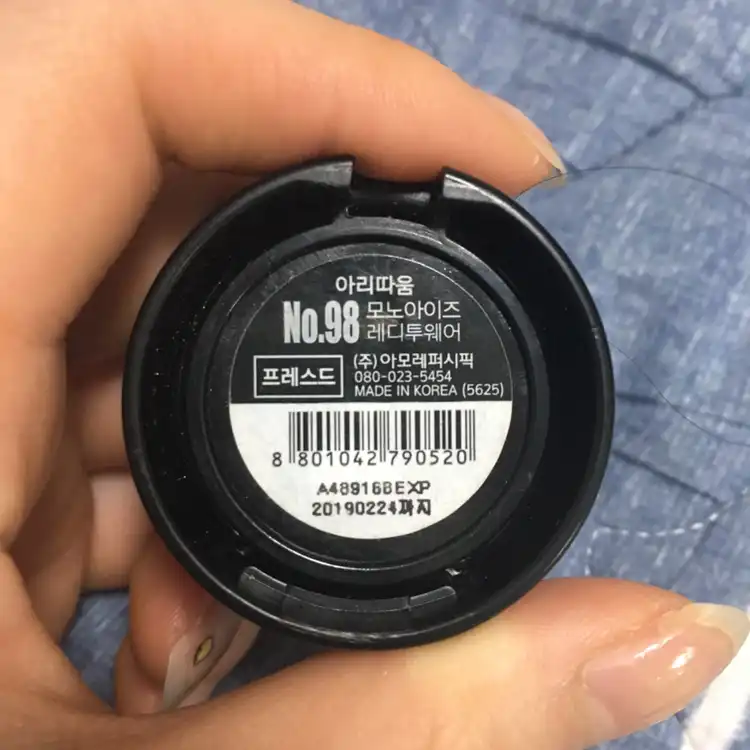 아리따움
No.98 모노아이즈
레디투웨어
프레스드
(주)아모레퍼시픽
080-023-5454
MADE IN KOREA (5625)
8 801042 790520
A48916BEXP
20190224까지